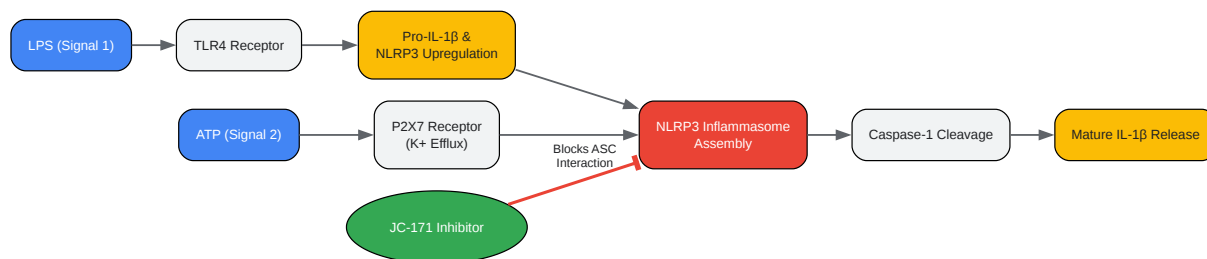 LPS (Signal 1)
TLR4 Receptor
Pro-IL-1β &
NLRP3 Upregulation
ATP (Signal 2)
P2X7 Receptor
(K+ Efflux)
NLRP3 Inflammasome
Assembly
Caspase-1 Cleavage
Mature IL-1β Release
Blocks ASC
Interaction
JC-171 Inhibitor